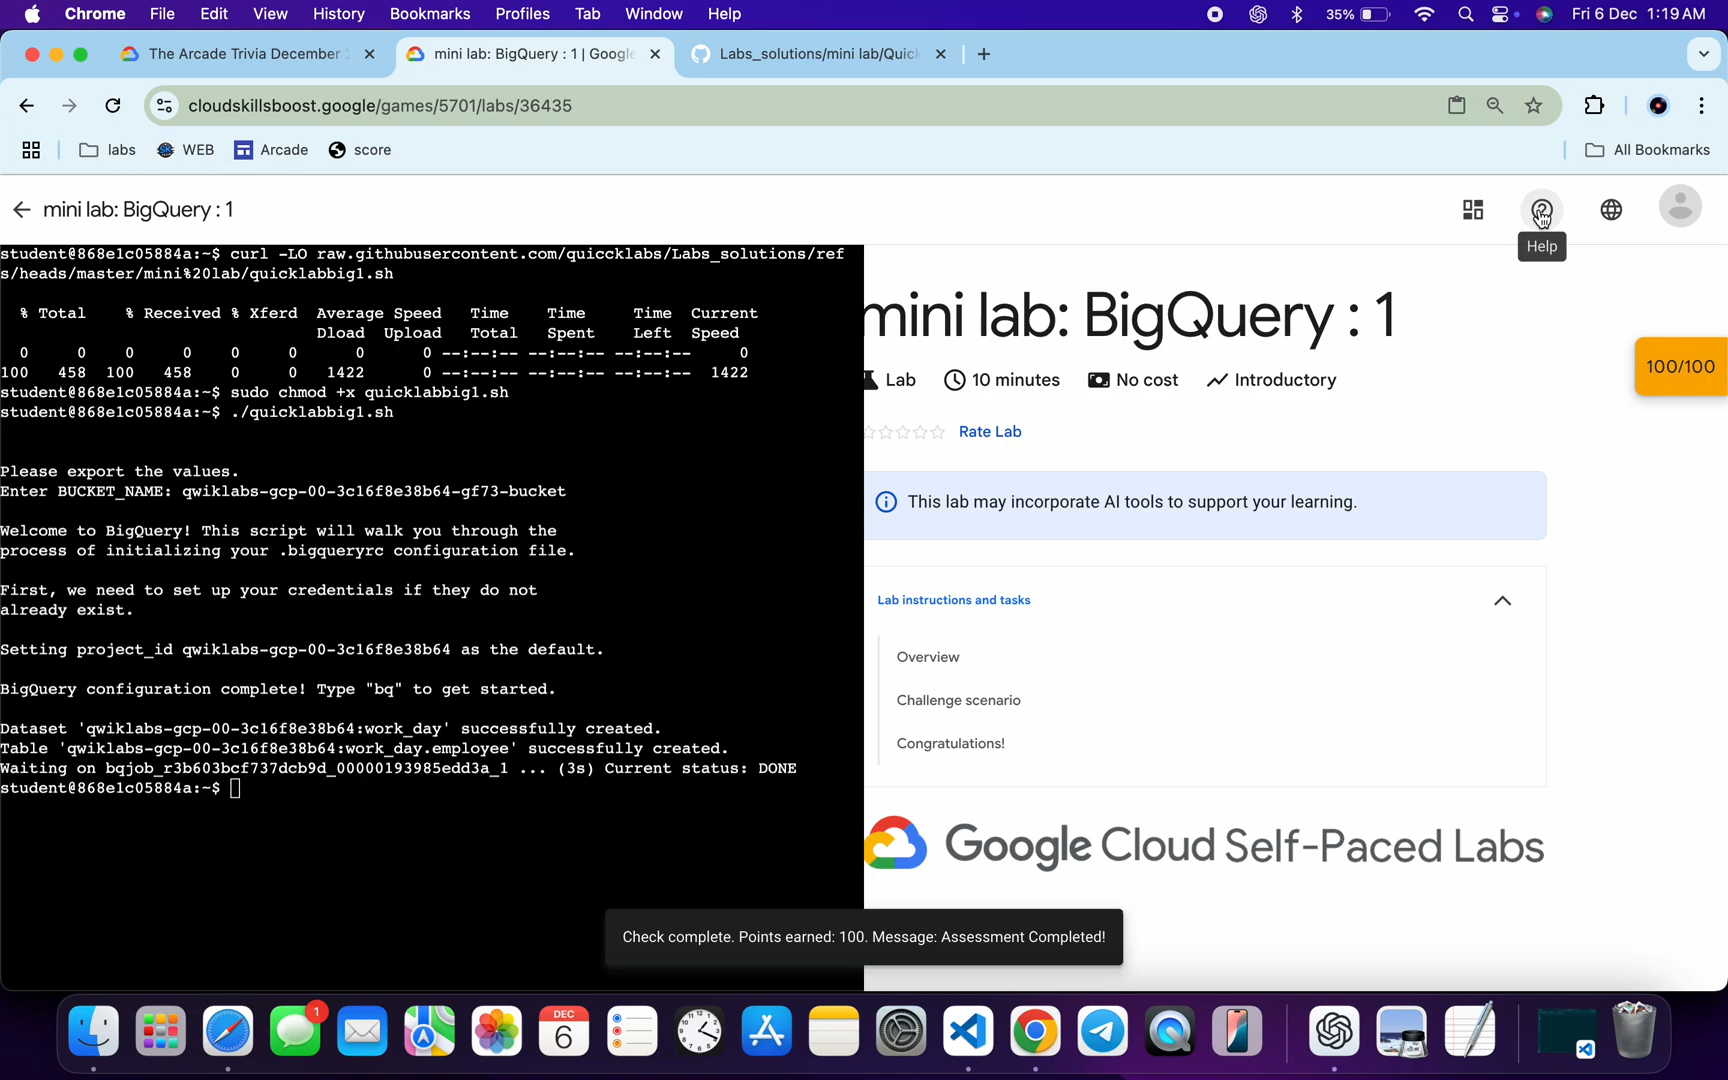 Chrome File Edit View History Bookmarks Profiles Tab Window Help 35% Fri 6 Dec 1:19 AM
The Arcade Trivia December mini lab: BigQuery : 1 | Google Labs_solutions/mini lab/Quick
cloudskillsboost.google/games/5701/labs/36435
labs WEB Arcade score All Bookmarks
mini lab: BigQuery : 1
Help
student@868e1c05884a:~$ curl -LO raw.githubusercontent.com/quiccklabs/Labs_solutions/ref
s/heads/master/mini%20lab/quicklabbig1.sh
% Total % Received % Xferd Average Speed Time Time Time Current
Dload Upload Total Spent Left Speed
0 0 0 0 0 0 0 0 --:--:-- --:--:-- --:--:-- 0
100 458 100 458 0 0 1422 0 --:--:-- --:--:-- --:--:-- 1422
student@868e1c05884a:~$ sudo chmod +x quicklabbig1.sh
student@868e1c05884a:~$ ./quicklabbig1.sh
Please export the values.
Enter BUCKET_NAME: qwiklabs-gcp-00-3c16f8e38b64-gf73-bucket
Welcome to BigQuery! This script will walk you through the
process of initializing your .bigqueryrc configuration file.
First, we need to set up your credentials if they do not
already exist.
Setting project_id qwiklabs-gcp-00-3c16f8e38b64 as the default.
BigQuery configuration complete! Type "bq" to get started.
Dataset 'qwiklabs-gcp-00-3c16f8e38b64:work_day' successfully created.
Table 'qwiklabs-gcp-00-3c16f8e38b64:work_day.employee' successfully created.
Waiting on bqjob_r3b603bcf737dcb9d_00000193985edd3a_1 ... (3s) Current status: DONE
student@868e1c05884a:~$
mini lab: BigQuery : 1
100/100
Lab 10 minutes No cost Introductory
Rate Lab
This lab may incorporate AI tools to support your learning.
Lab instructions and tasks
Overview
Challenge scenario
Congratulations!
Google Cloud Self-Paced Labs
Check complete. Points earned: 100. Message: Assessment Completed!
1
DEC
6